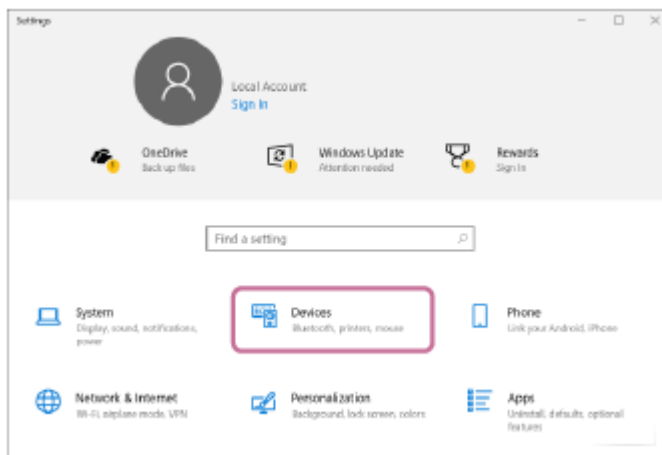 Settings
Local Account
Sign In
OneDrive
Back up files
Windows Update
Attention needed
Rewards
Sign In
Find a setting
System
Display, sound, notifications,
power
Devices
Bluetooth, printers, mouse
Phone
Link your Android, iPhone
Network & Internet
Wi-Fi, airplane mode, VPN
Personalization
Background, lock screen, colors
Apps
Uninstall, defaults, optional
features